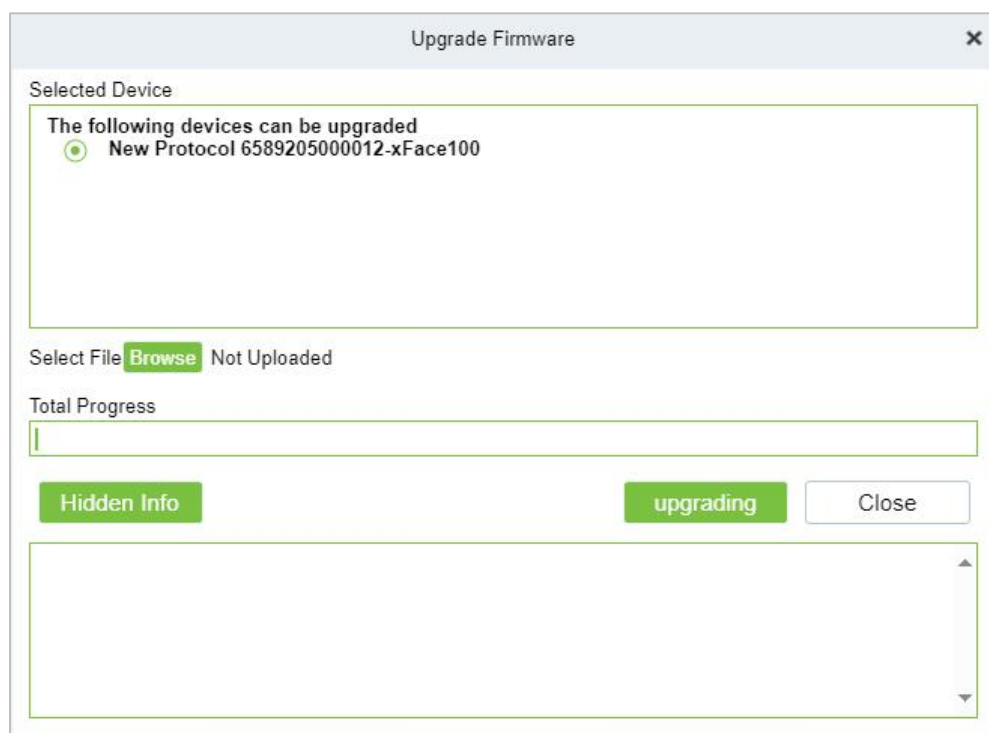 Upgrade Firmware
Selected Device
The following devices can be upgraded
New Protocol 6589205000012-xFace100
Select File Browse Not Uploaded
Total Progress
Hidden Info upgrading Close